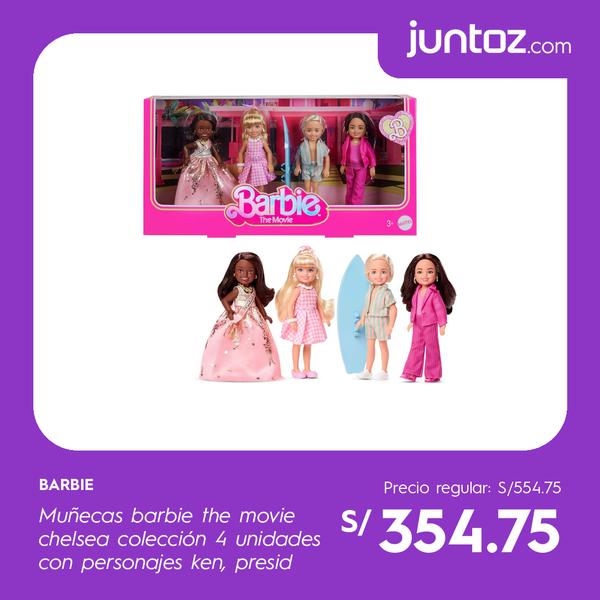 juntoz.com
B
Barbie
The Movie
3+
MATTEL
BARBIE
Muñecas barbie the movie
chelsea colección 4 unidades
con personajes ken, presid
Precio regular: S/554.75
S/ 354.75